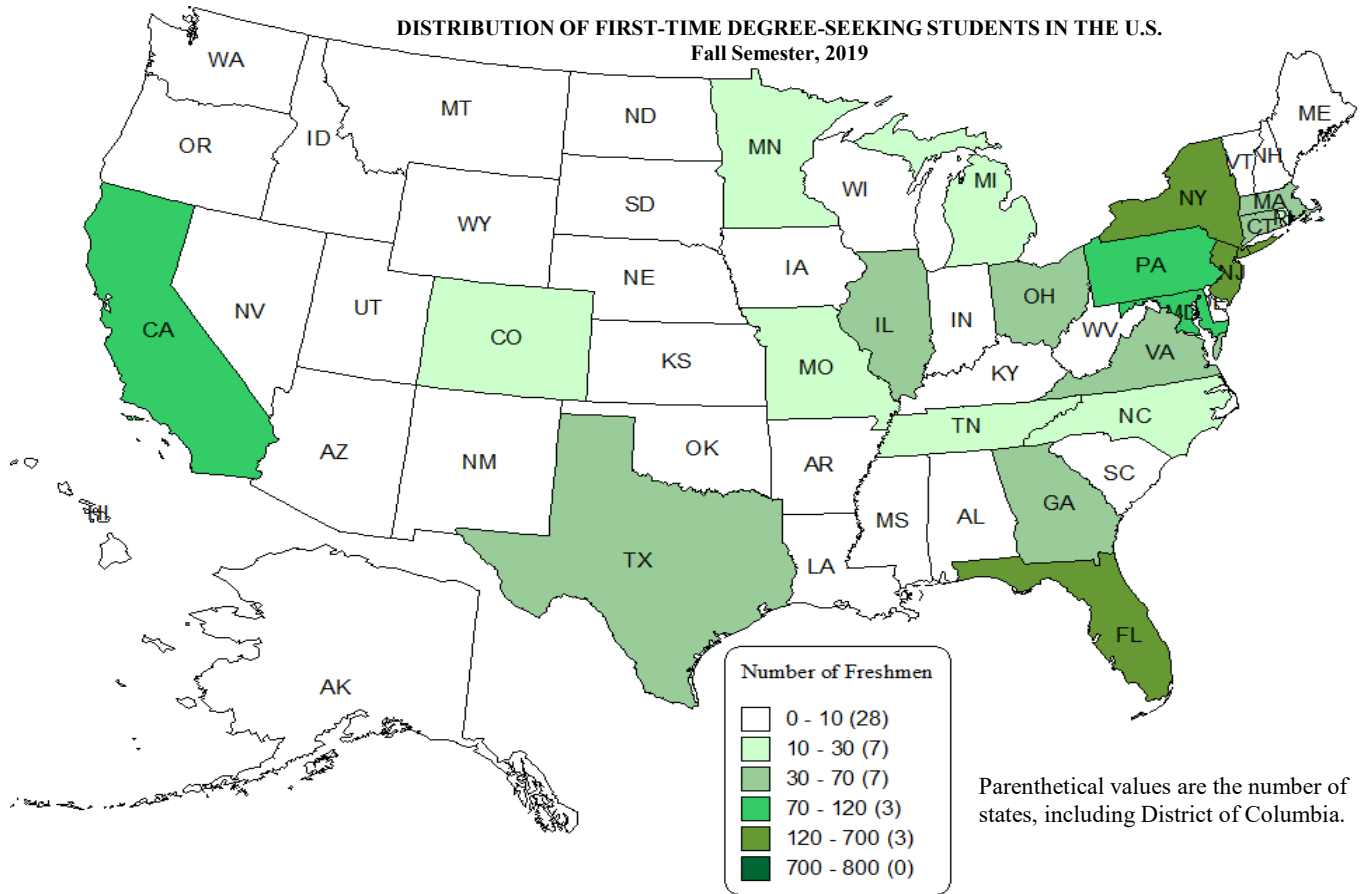 DISTRIBUTION OF FIRST-TIME DEGREE-SEEKING STUDENTS IN THE U.S.
Fall Semester, 2019
WA
MT
ND
MN
ME
OR
ID
VT
NH
WI
MI
NY
SD
MA
WY
CT
IA
PA
NE
NJ
NV
UT
OH
IL
IN
MD
CA
CO
WV
VA
KS
MO
KY
TN
NC
OK
AZ
NM
AR
SC
GA
MS
AL
HI
TX
LA
FL
AK
Number of Freshmen
0 - 10 (28)
10 - 30 (7)
30 - 70 (7)
70 - 120 (3)
120 - 700 (3)
700 - 800 (0)
Parenthetical values are the number of
states, including District of Columbia.